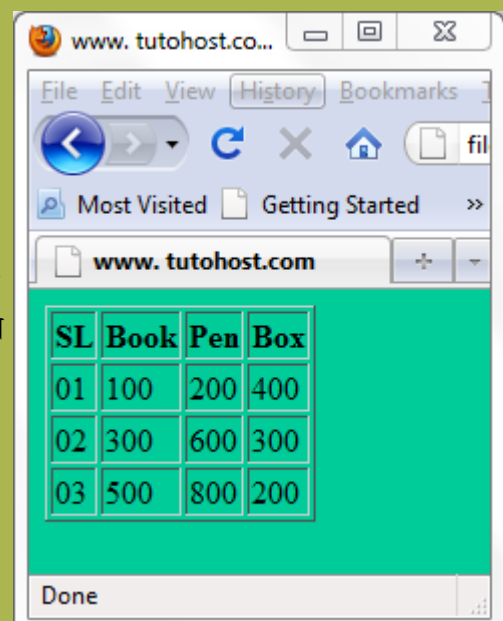 www. tutohost.co...
File Edit View History Bookmarks
fil
Most Visited Getting Started »
www. tutohost.com
SL Book Pen Box
01 100 200 400
02 300 600 300
03 500 800 200
Done